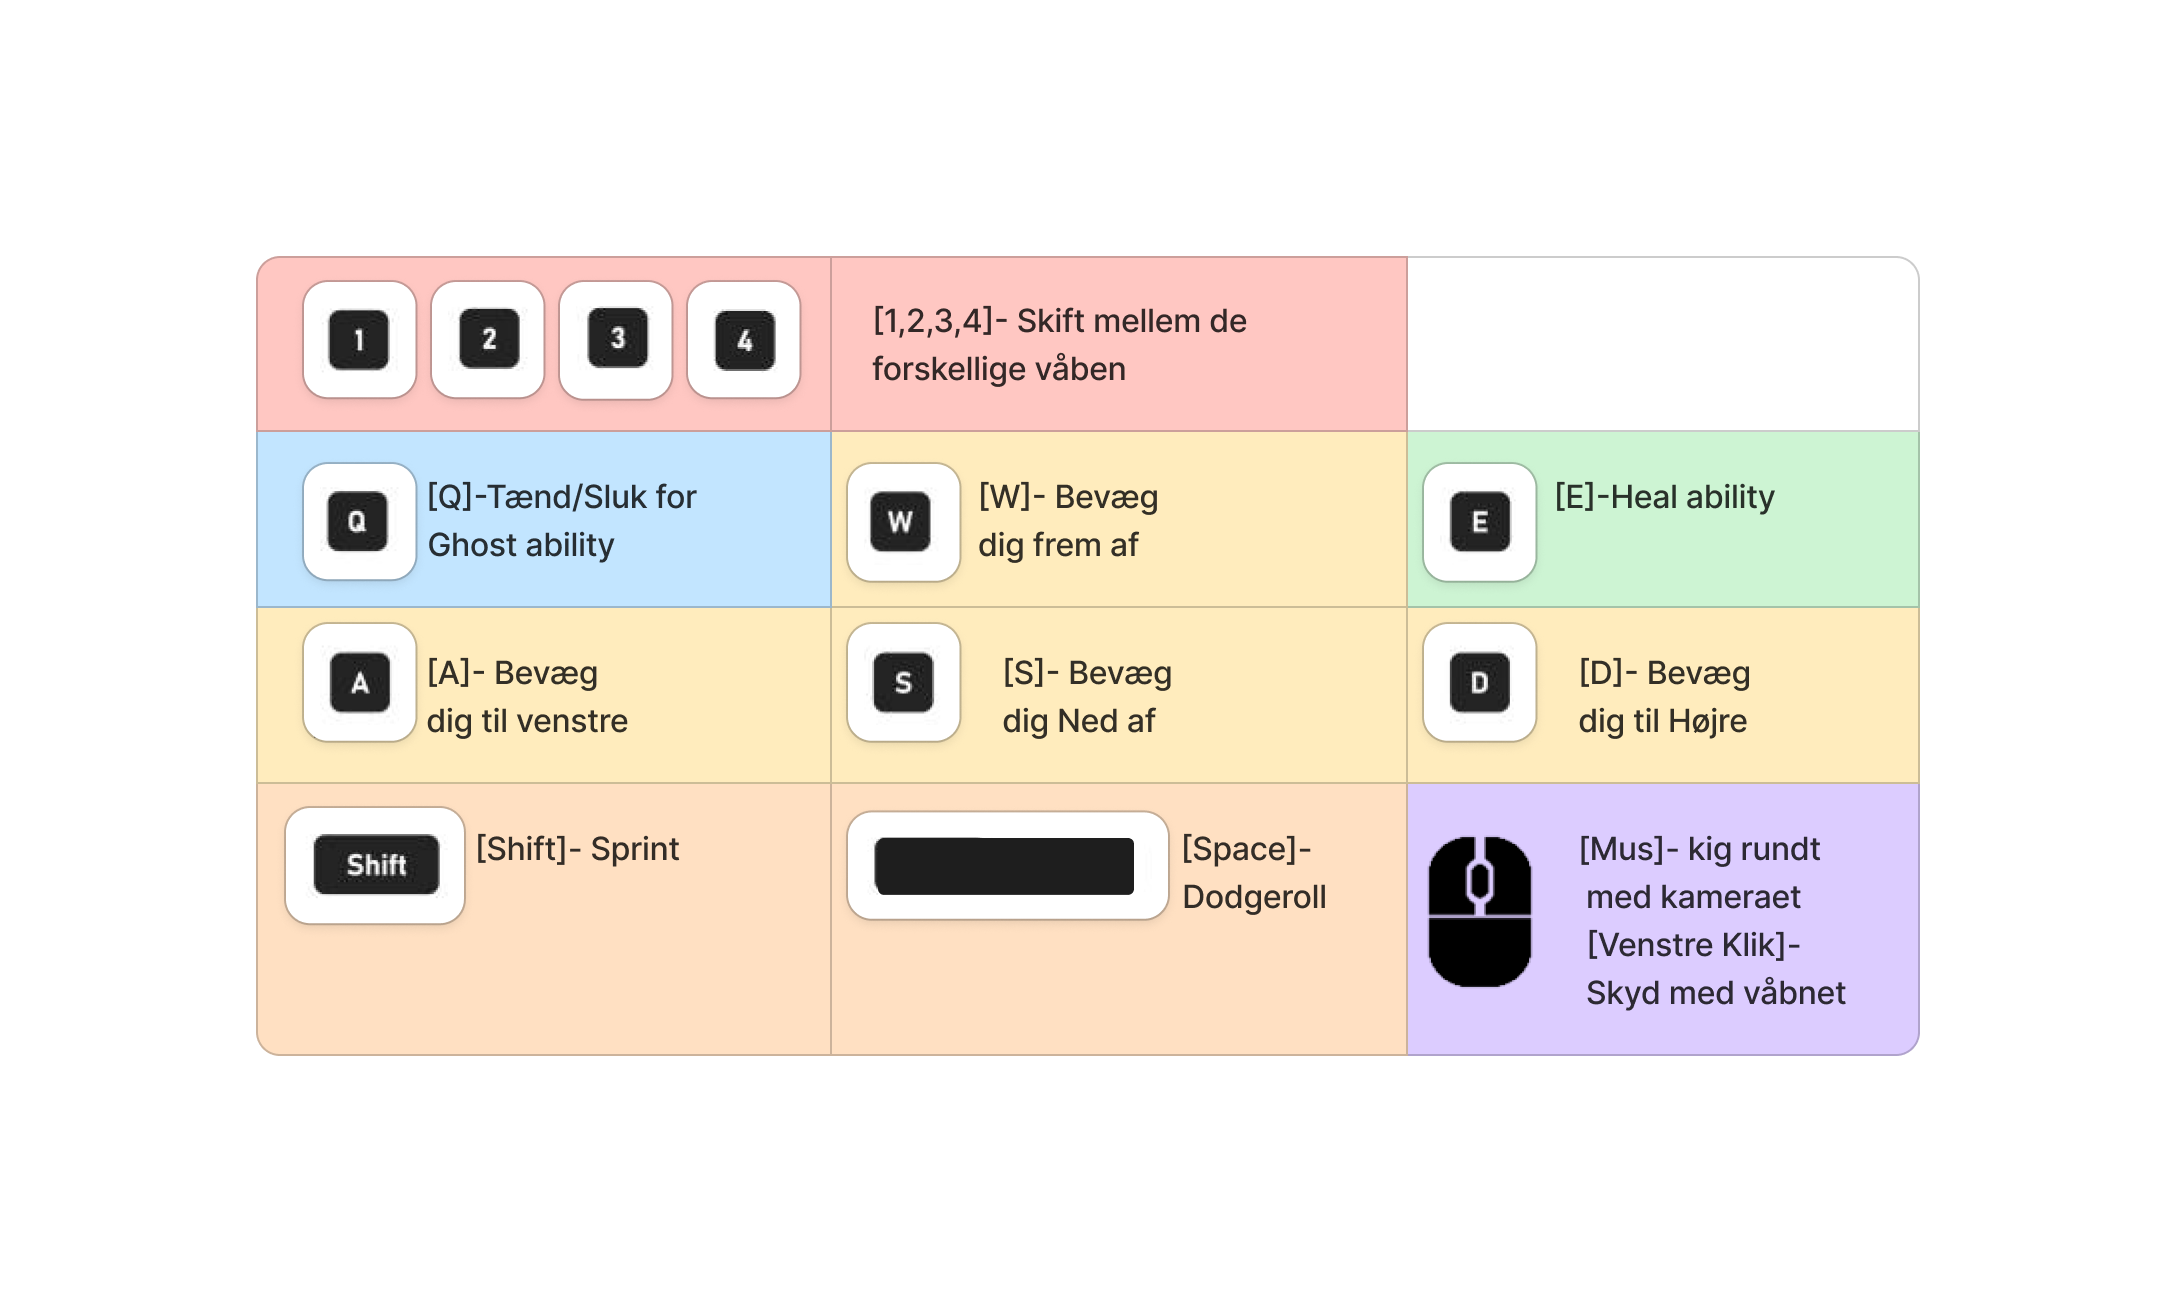 1 2 3 4
[1,2,3,4]- Skift mellem de
forskellige våben
Q
[Q]-Tænd/Sluk for
Ghost ability
W
[W]- Bevæg
dig frem af
E
[E]-Heal ability
A
[A]- Bevæg
dig til venstre
S
[S]- Bevæg
dig Ned af
D
[D]- Bevæg
dig til Højre
Shift
[Shift]- Sprint
[Space]-
Dodgeroll
[Mus]- kig rundt
med kameraet
[Venstre Klik]-
Skyd med våbnet